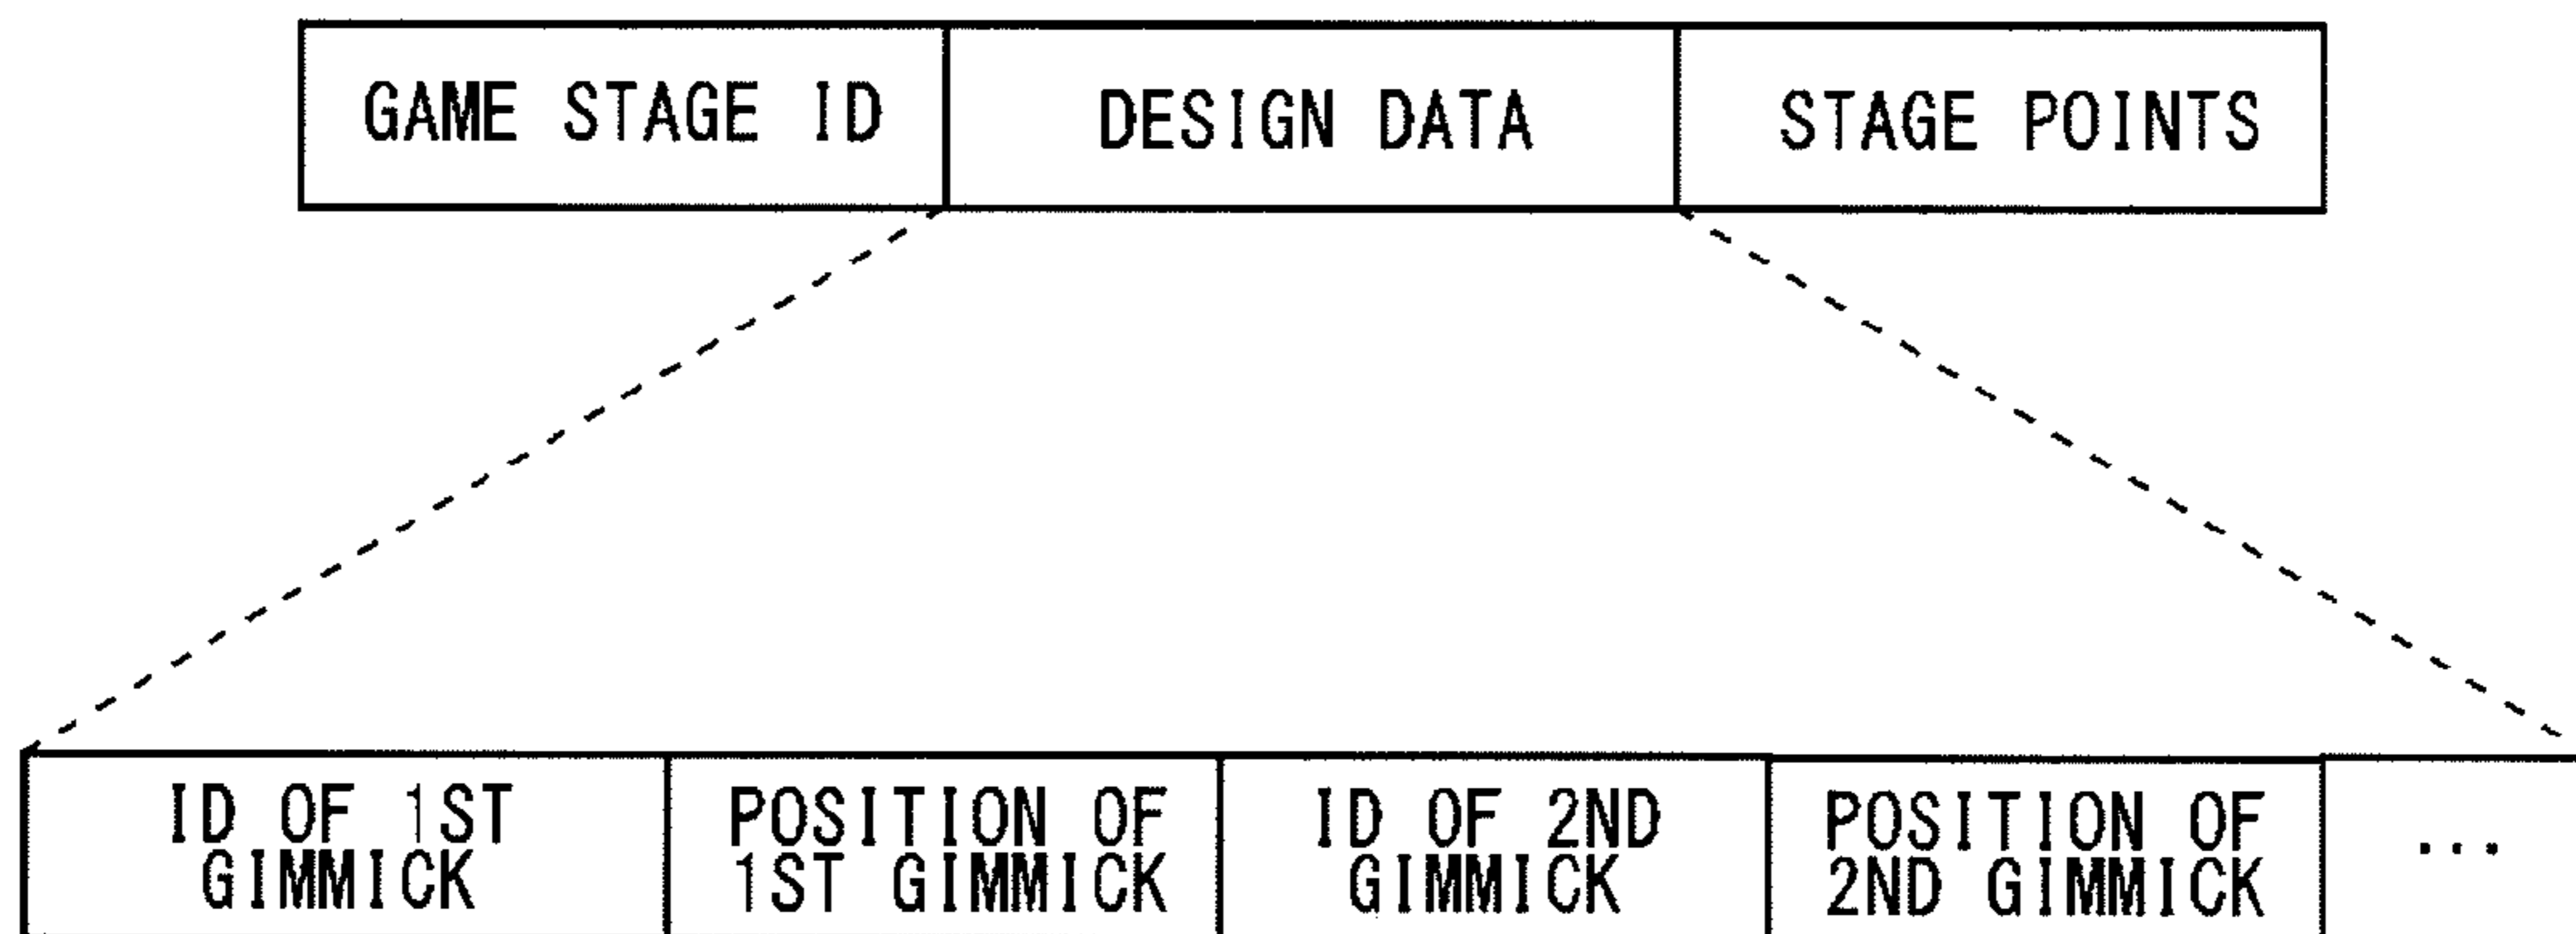 GAME STAGE ID
DESIGN DATA
STAGE POINTS
ID OF 1ST
GIMMICK
POSITION OF
1ST GIMMICK
ID OF 2ND
GIMMICK
POSITION OF
2ND GIMMICK
...